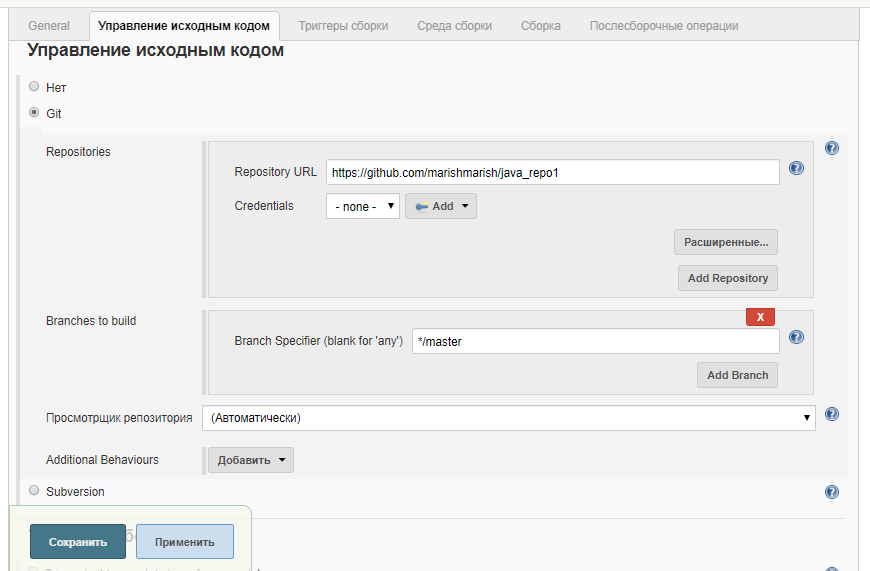 General Управление исходным кодом Триггеры сборки Среда сборки Сборка Послесборочные операции
Управление исходным кодом
Нет
Git
Repositories
Repository URL https://github.com/marishmarish/java_repo1
Credentials - none - Add
Расширенные...
Add Repository
Branches to build
X
Branch Specifier (blank for 'any') */master
Add Branch
Просмотрщик репозитория (Автоматически)
Additional Behaviours Добавить
Subversion
Сохранить Применить